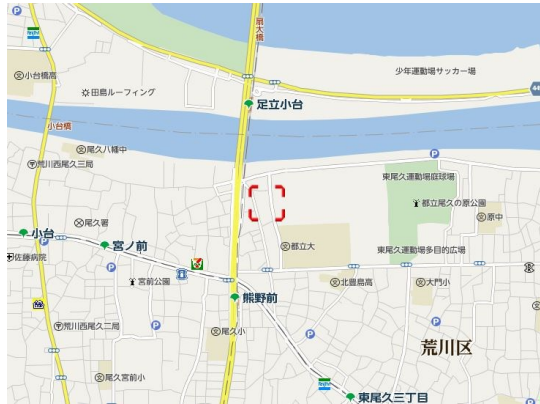 P
扇大橋
少年運動場サッカー場
小台橋高
田島ルーフィング
44
足立小台
小台橋
尾久八幡中
荒川西尾久三局
P
東尾久運動場庭球場
都立尾久の原公園
原中
尾久署
小台
宮ノ前
都立大
東尾久運動場多目的広場
佐藤病院
7
宮前公園
北豊島高
大門小
熊野前
P
荒川西尾久二局
P
尾久小
P
P
荒川区
尾久宮前小
東尾久三丁目
P